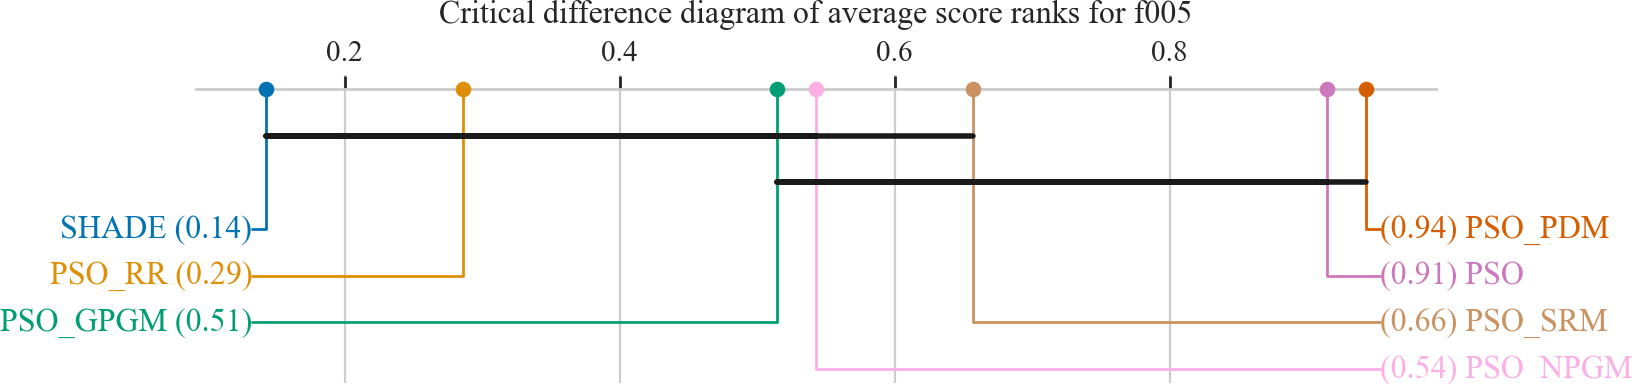 Critical difference diagram of average score ranks for f005
0.2 0.4 0.6 0.8
SHADE (0.14)
(0.94) PSO_PDM
PSO_RR (0.29)
(0.91) PSO
PSO_GPGM (0.51)
(0.66) PSO_SRM
(0.54) PSO_NPGM